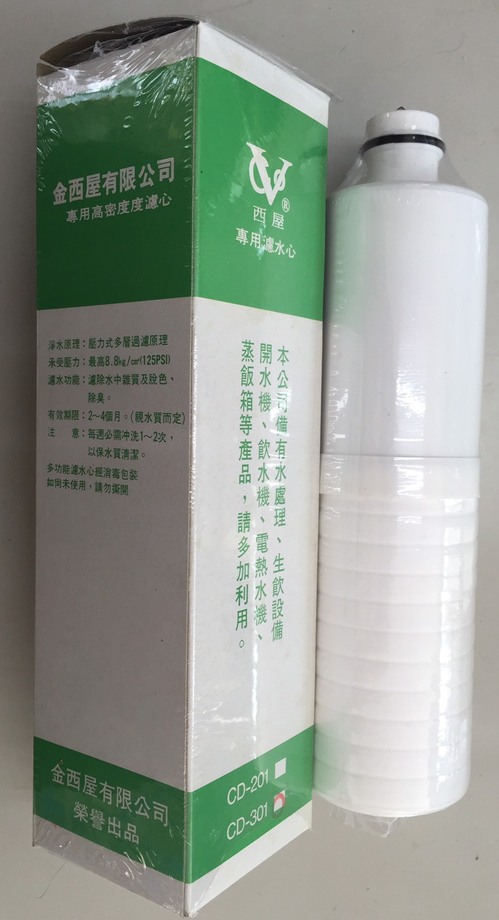 金西屋有限公司
專用高密度度濾心
淨水原理：壓力式多層過濾原理
承受壓力：最高8.8kg/cm²(125PSI)
濾水功能：濾除水中雜質及脫色、
除臭。
有效期限：2～4個月。(視水質而定)
注　意：每週必需冲洗1～2次，
以保水質清潔。
多功能濾水心經消毒包裝
如尚未使用，請勿撕開
金西屋有限公司
榮譽出品
CV
®
西屋
專用濾水心
本公司備有水處理、生飲設備
開水機、飲水機、電熱水機、
蒸飯箱等產品，請多加利用。
CD-201
CD-301